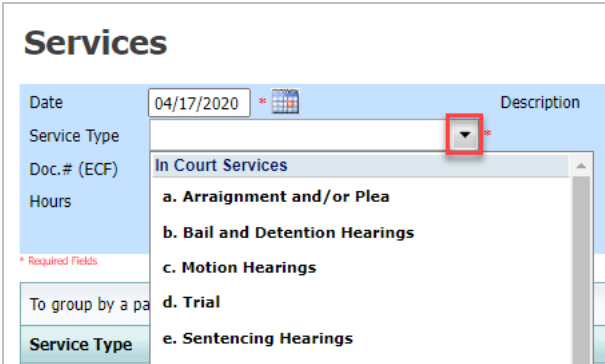 Services
Date 04/17/2020 * Description
Service Type *
Doc.# (ECF) In Court Services
Hours a. Arraignment and/or Plea
b. Bail and Detention Hearings
* Required Fields c. Motion Hearings
To group by a pa d. Trial
Service Type e. Sentencing Hearings